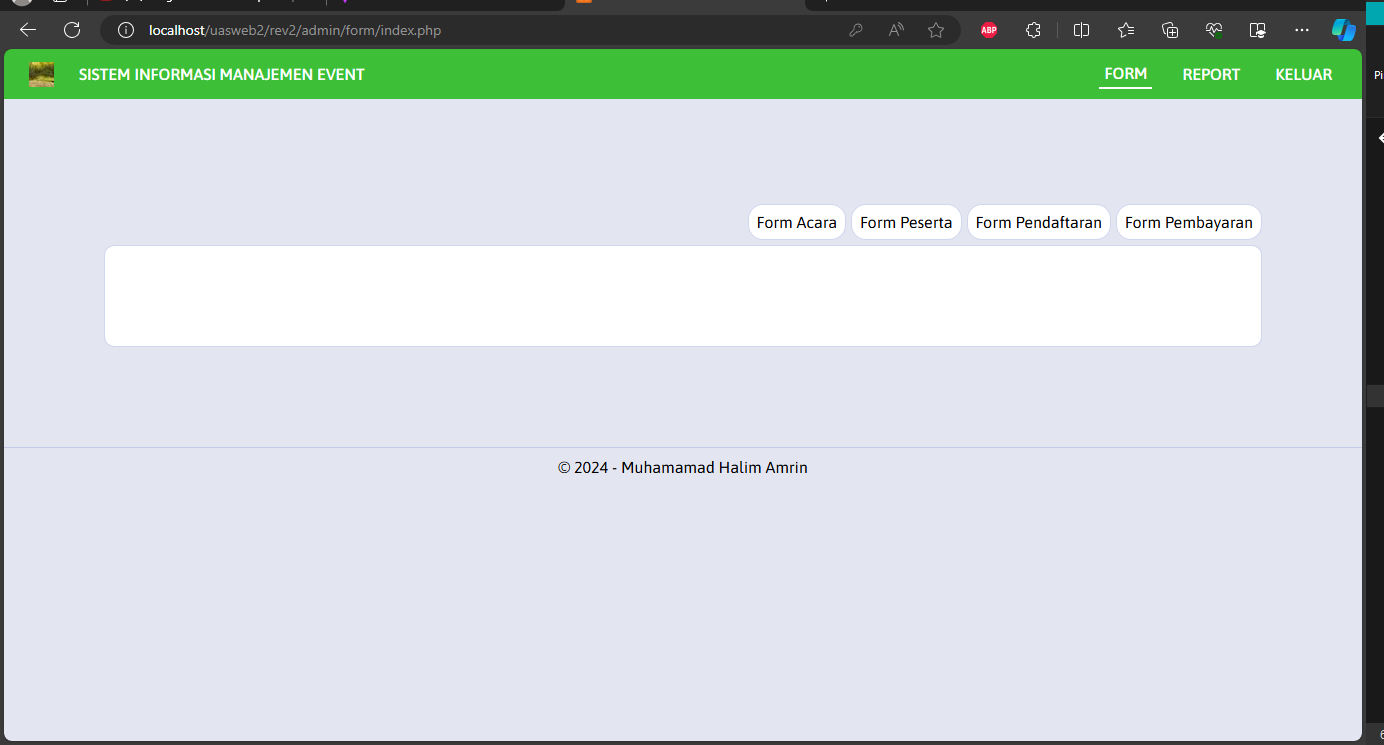 localhost/uasweb2/rev2/admin/form/index.php
ABP
SISTEM INFORMASI MANAJEMEN EVENT
FORM
REPORT
KELUAR
Form Acara
Form Peserta
Form Pendaftaran
Form Pembayaran
© 2024 - Muhamamad Halim Amrin